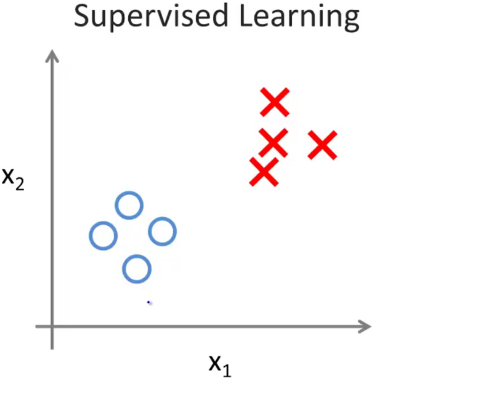 Supervised Learning
x₂
x₁